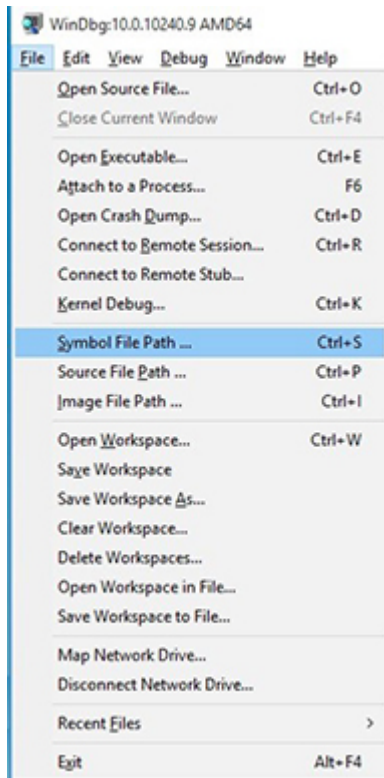 WinDbg:10.0.10240.9 AMD64
File Edit View Debug Window Help
Open Source File... Ctrl+O
Close Current Window Ctrl+F4
Open Executable... Ctrl+E
Attach to a Process... F6
Open Crash Dump... Ctrl+D
Connect to Remote Session... Ctrl+R
Connect to Remote Stub...
Kernel Debug... Ctrl+K
Symbol File Path ... Ctrl+S
Source File Path ... Ctrl+P
Image File Path ... Ctrl+I
Open Workspace... Ctrl+W
Save Workspace
Save Workspace As...
Clear Workspace...
Delete Workspaces...
Open Workspace in File...
Save Workspace to File...
Map Network Drive...
Disconnect Network Drive...
Recent Files >
Exit Alt+F4